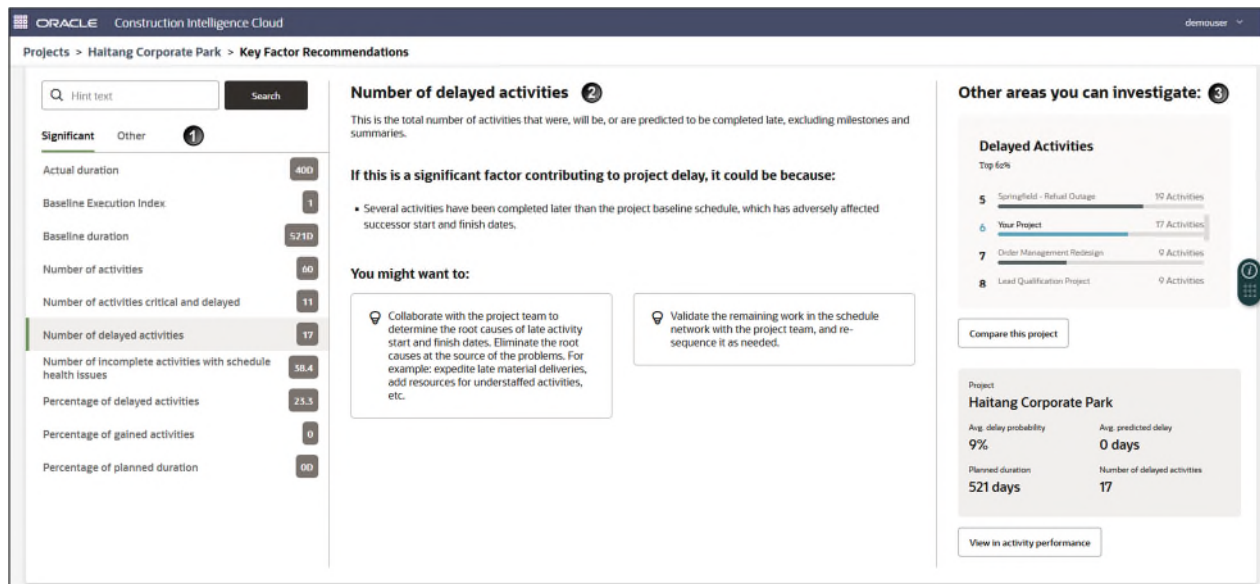 ORACLE Construction Intelligence Cloud
demouser
Projects > Haitang Corporate Park > Key Factor Recommendations
Hint text
Search
Significant Other 1
Actual duration 40D
Baseline Execution Index 1
Baseline duration 521D
Number of activities 60
Number of activities critical and delayed 11
Number of delayed activities 17
Number of incomplete activities with schedule
health issues 38.4
Percentage of delayed activities 23.3
Percentage of gained activities 0
Percentage of planned duration 0D
Number of delayed activities 2
This is the total number of activities that were, will be, or are predicted to be completed late, excluding milestones and
summaries.
If this is a significant factor contributing to project delay, it could be because:
• Several activities have been completed later than the project baseline schedule, which has adversely affected
successor start and finish dates.
You might want to:
Collaborate with the project team to
determine the root causes of late activity
start and finish dates. Eliminate the root
causes at the source of the problems. For
example: expedite late material deliveries,
add resources for understaffed activities,
etc.
Validate the remaining work in the schedule
network with the project team, and re-
sequence it as needed.
Other areas you can investigate: 3
Delayed Activities
Top 62%
5 Springfield - Refuel Outage 19 Activities
6 Your Project 17 Activities
7 Order Management Redesign 9 Activities
8 Lead Qualification Project 9 Activities
Compare this project
Project
Haitang Corporate Park
Avg. delay probability Avg. predicted delay
9% 0 days
Planned duration Number of delayed activities
521 days 17
View in activity performance